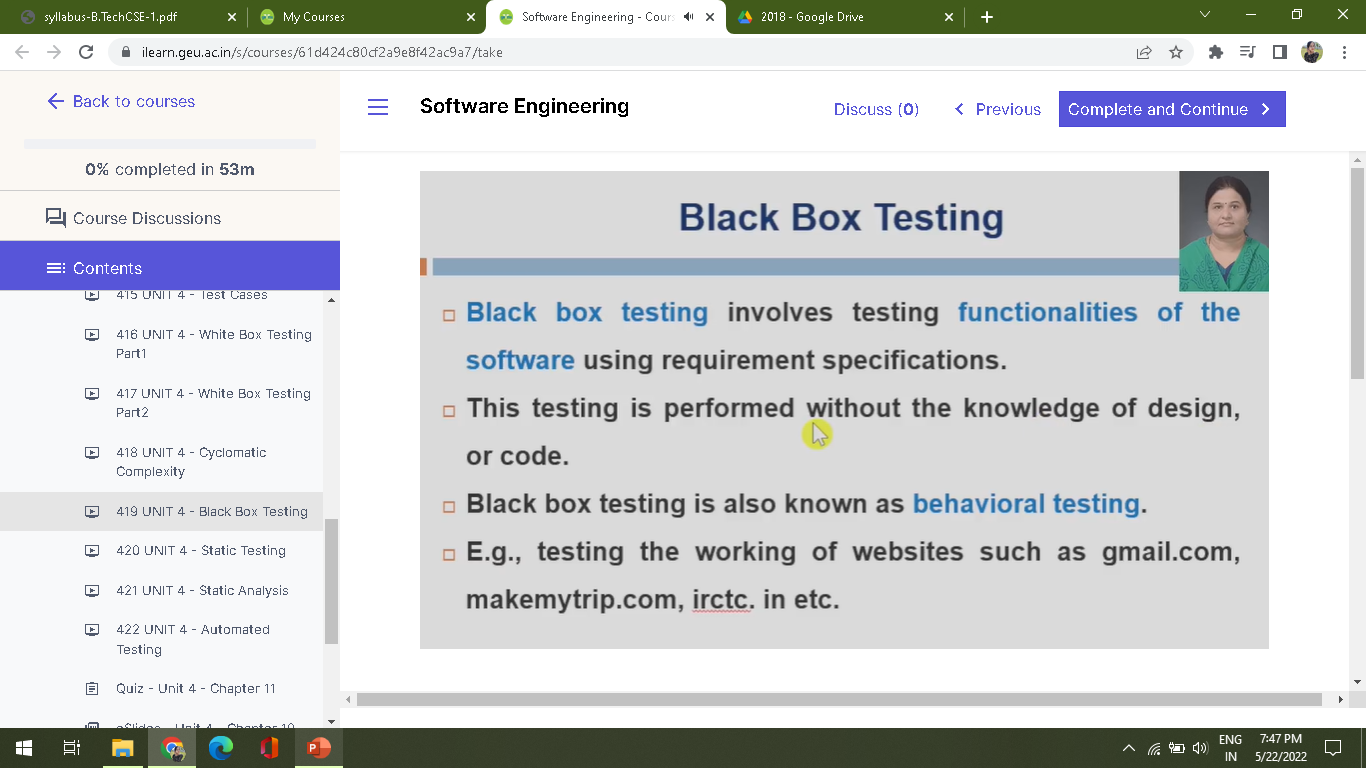 syllabus-B.TechCSE-1.pdf
My Courses
Software Engineering - Cours
2018 - Google Drive
ilearn.geu.ac.in/s/courses/61d424c80cf2a9e8f42ac9a7/take
Back to courses
0% completed in 53m
Course Discussions
Contents
415 UNIT 4 - Test Cases
416 UNIT 4 - White Box Testing
Part1
417 UNIT 4 - White Box Testing
Part2
418 UNIT 4 - Cyclomatic
Complexity
419 UNIT 4 - Black Box Testing
420 UNIT 4 - Static Testing
421 UNIT 4 - Static Analysis
422 UNIT 4 - Automated
Testing
Quiz - Unit 4 - Chapter 11
eSlides - Unit 4 - Chapter 10
Software Engineering
Discuss (0)
Previous
Complete and Continue
Black Box Testing
Black box testing involves testing functionalities of the
software using requirement specifications.
This testing is performed without the knowledge of design,
or code.
Black box testing is also known as behavioral testing.
E.g., testing the working of websites such as gmail.com,
makemytrip.com, irctc. in etc.
ENG
IN
7:47 PM
5/22/2022